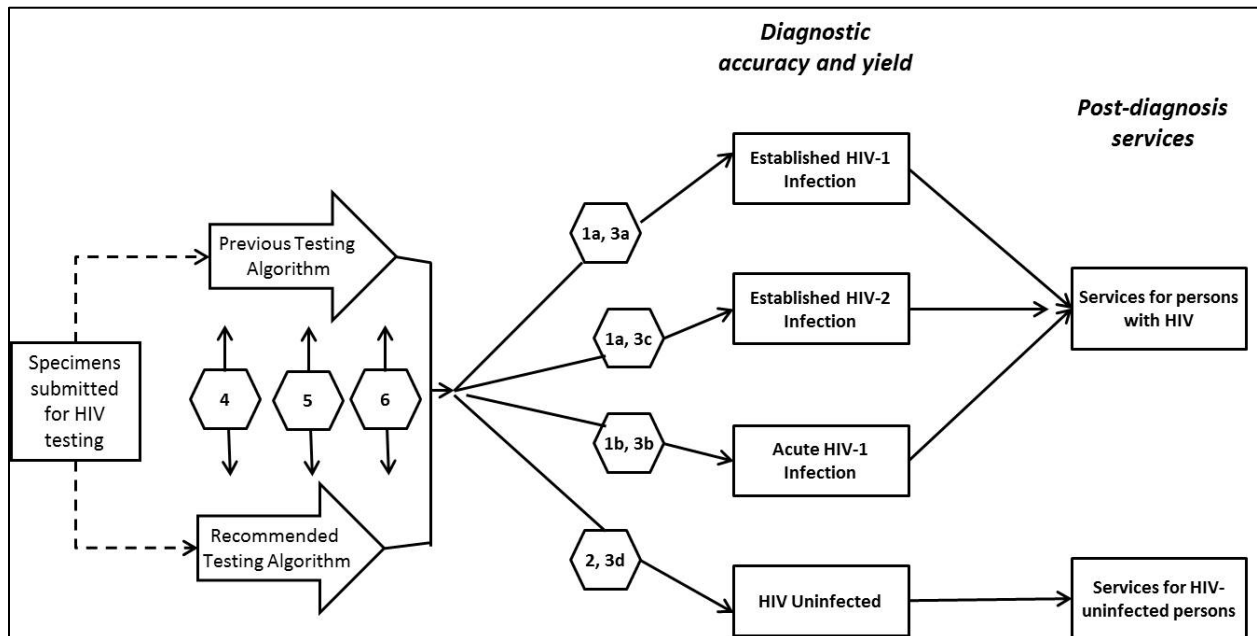 Diagnostic
accuracy and yield
Post-diagnosis
services
Established HIV-1
Infection
1a, 3a
Previous Testing
Algorithm
Established HIV-2
Infection
Services for persons
with HIV
1a, 3c
Specimens
submitted
for HIV
testing
4
5
6
1b, 3b
Acute HIV-1
Infection
Recommended
Testing Algorithm
2, 3d
HIV Uninfected
Services for HIV-
uninfected persons